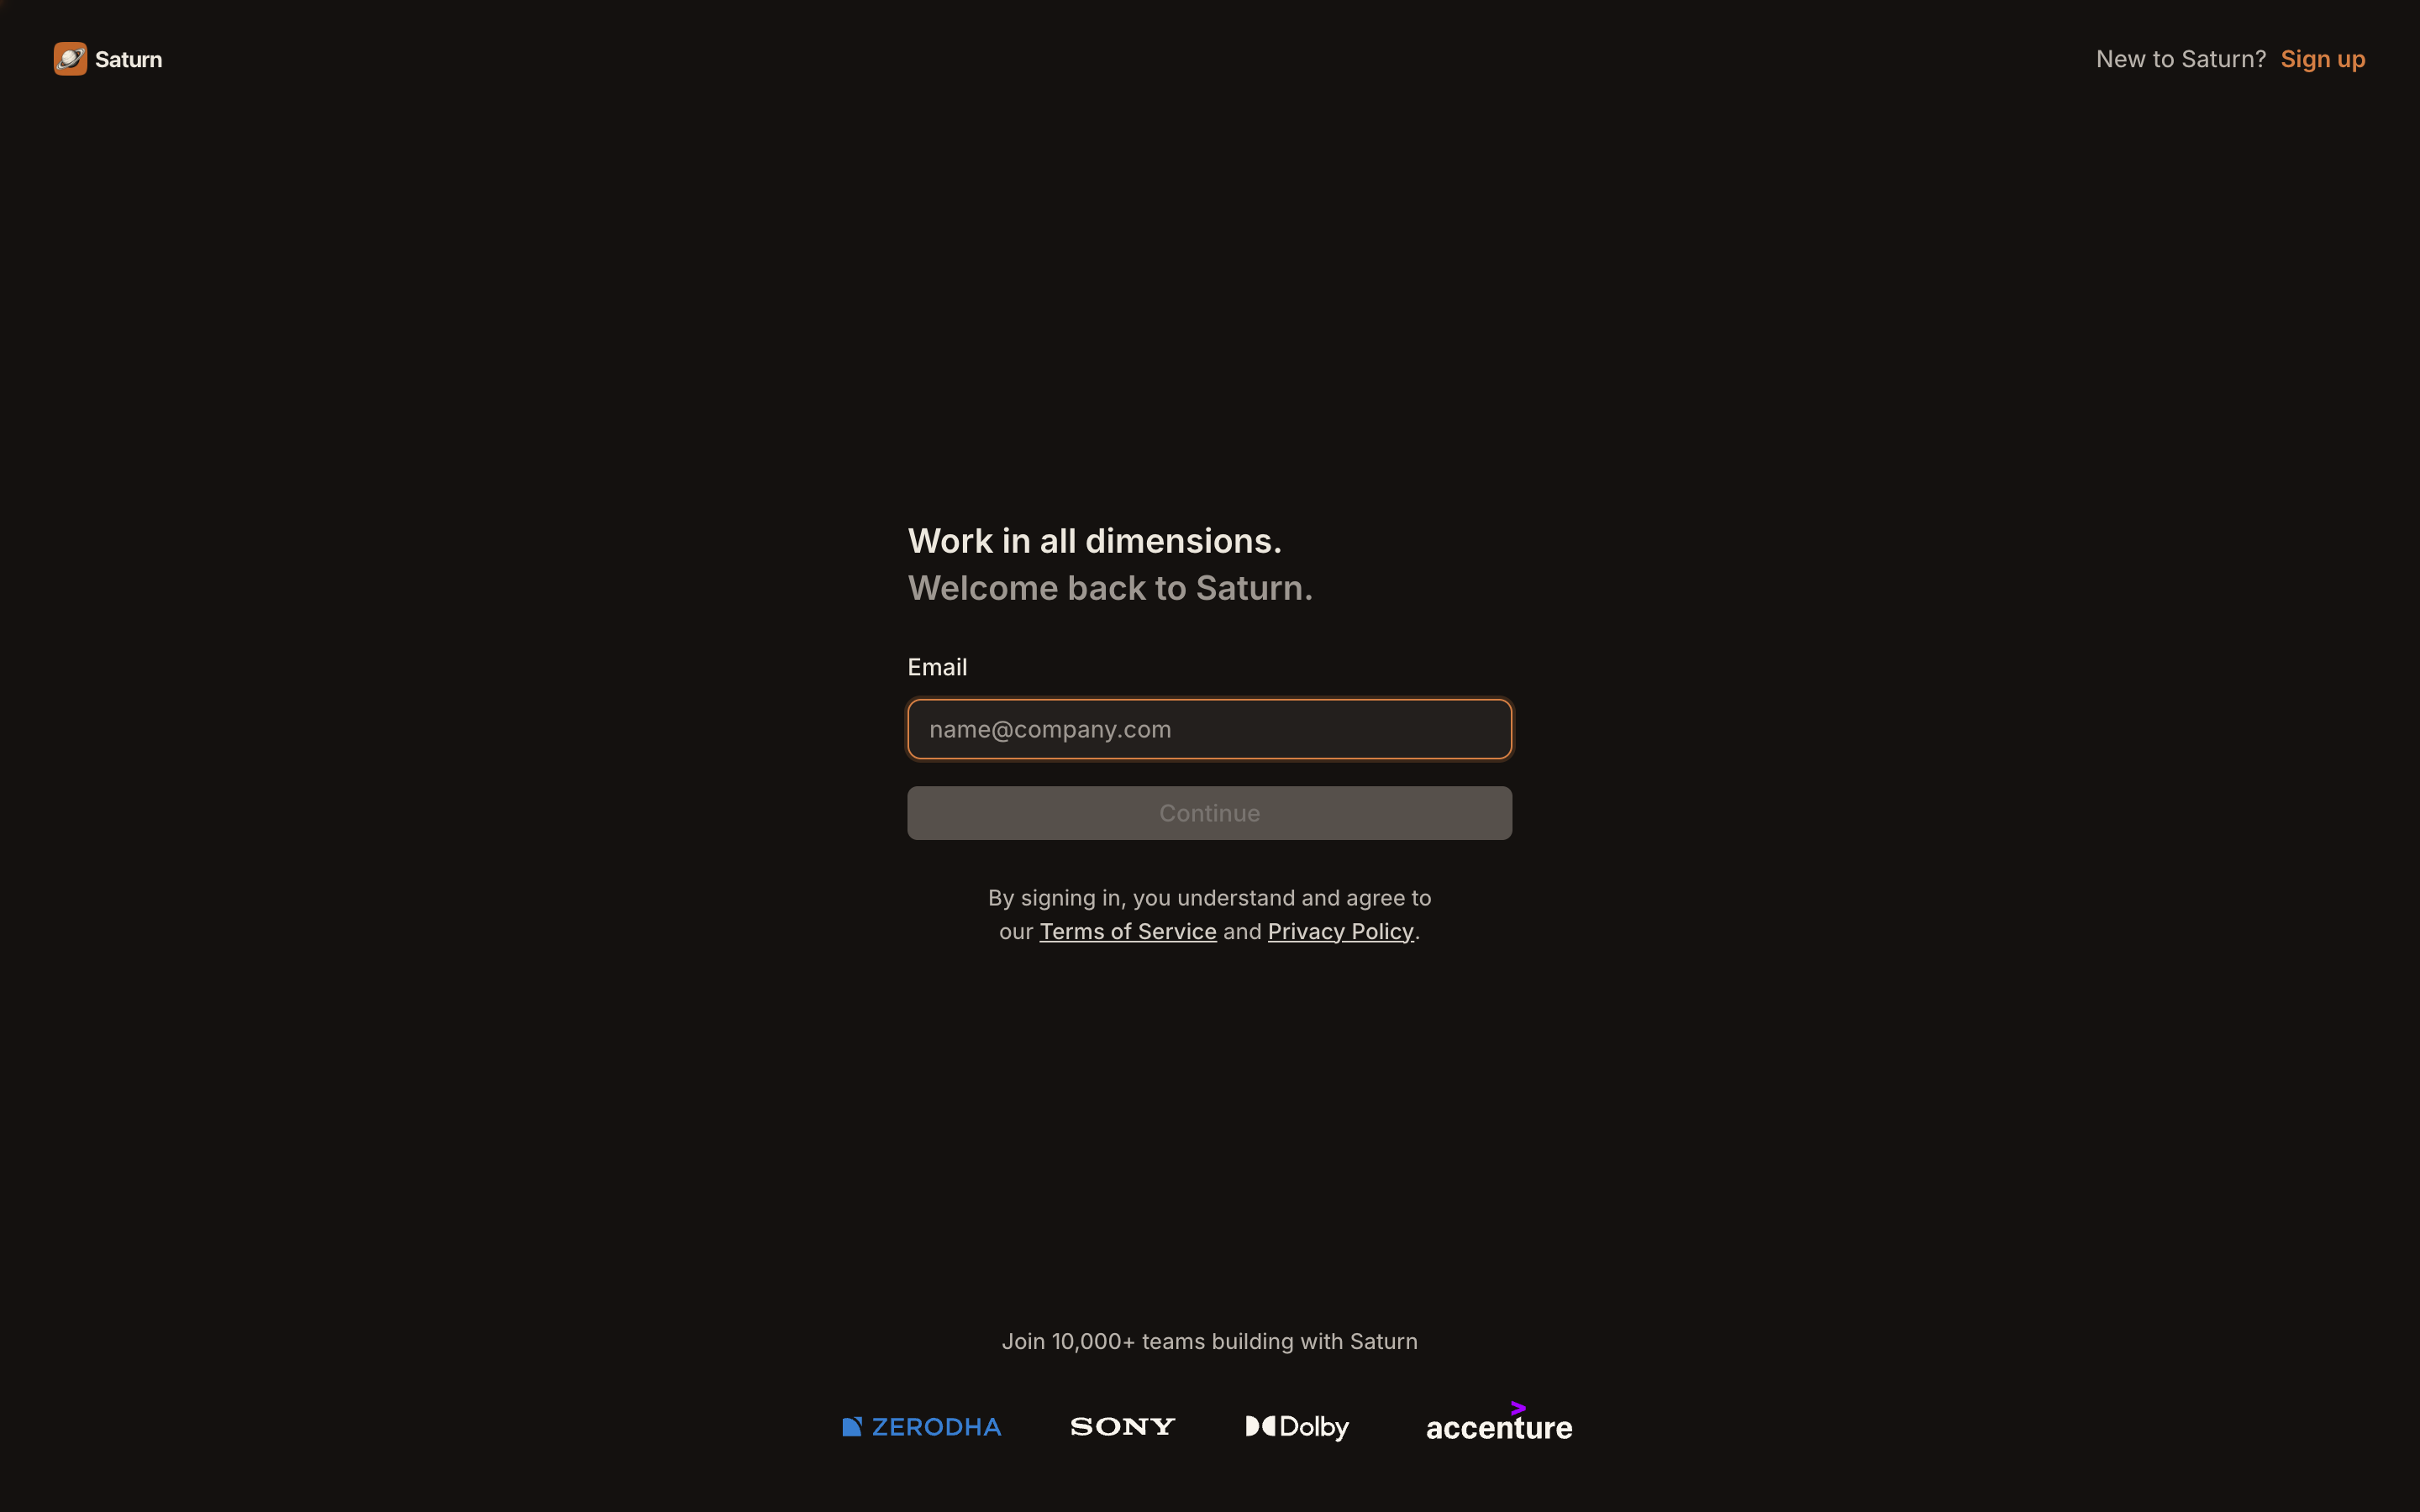 Saturn
New to Saturn? Sign up
Work in all dimensions.
Welcome back to Saturn.
Email
name@company.com
Continue
By signing in, you understand and agree to
our Terms of Service and Privacy Policy.
Join 10,000+ teams building with Saturn
ZERODHA SONY Dolby accenture